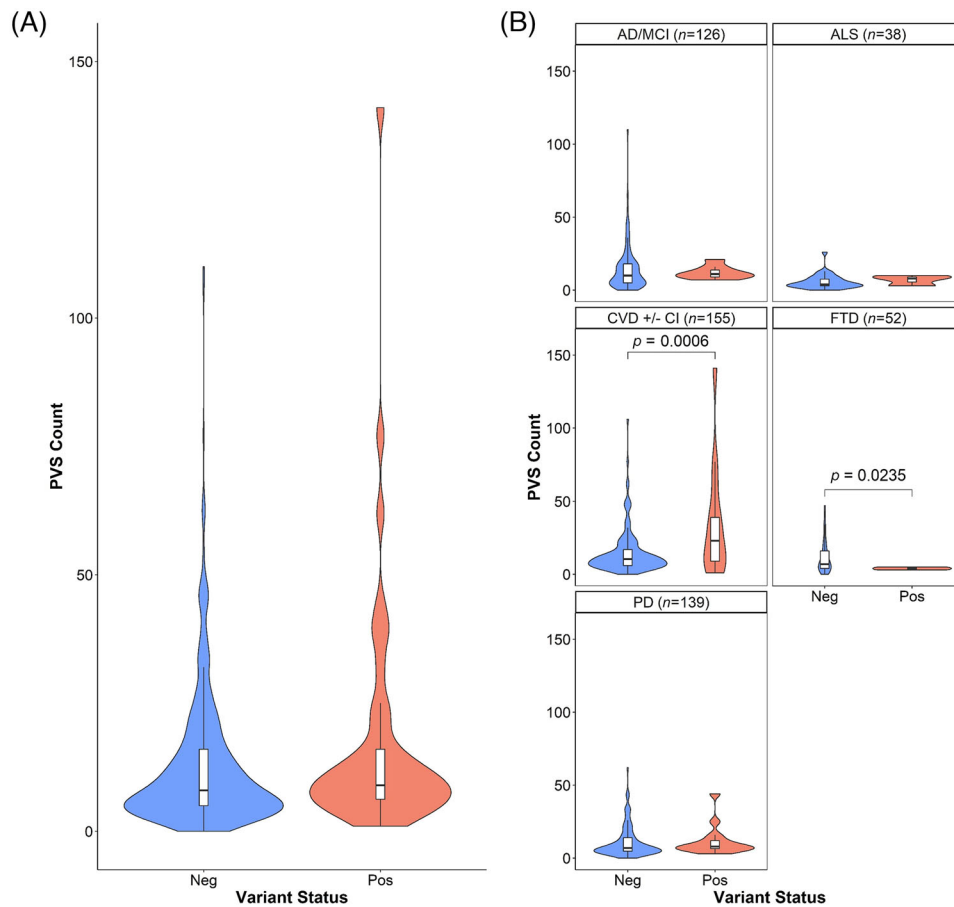 (A)
150
100
50
0
PVS Count
Neg
Pos
Variant Status
(B)
AD/MCI (n=126)
ALS (n=38)
150
100
50
0
CVD +/- CI (n=155)
FTD (n=52)
p = 0.0006
p = 0.0235
150
100
50
0
PVS Count
Neg
Pos
PD (n=139)
150
100
50
0
Neg
Pos
Variant Status